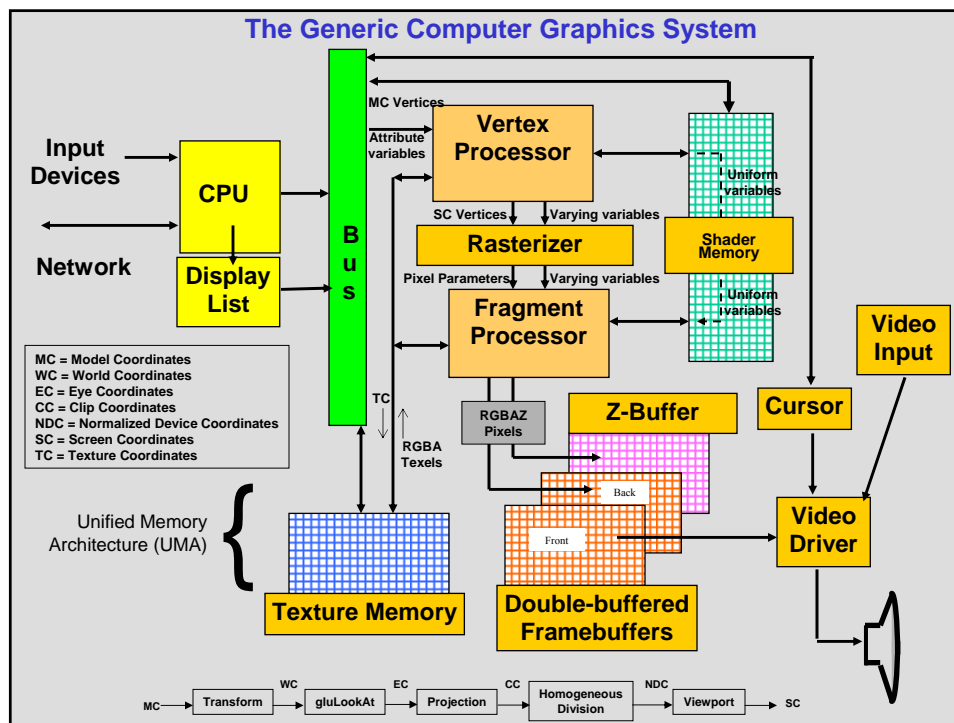 The Generic Computer Graphics System
Input
Devices
Network
CPU
Display
List
B
u
s
MC Vertices
Attribute
variables
Vertex
Processor
SC Vertices
Varying variables
Rasterizer
Pixel Parameters
Varying variables
Fragment
Processor
Uniform
variables
Shader
Memory
Uniform
variables
Video
Input
MC = Model Coordinates
WC = World Coordinates
EC = Eye Coordinates
CC = Clip Coordinates
NDC = Normalized Device Coordinates
SC = Screen Coordinates
TC = Texture Coordinates
TC
RGBA
Texels
RGBAZ
Pixels
Z-Buffer
Cursor
Back
Front
Video
Driver
Unified Memory
Architecture (UMA)
Texture Memory
Double-buffered
Framebuffers
MC
Transform
WC
gluLookAt
EC
Projection
CC
Homogeneous
Division
NDC
Viewport
SC